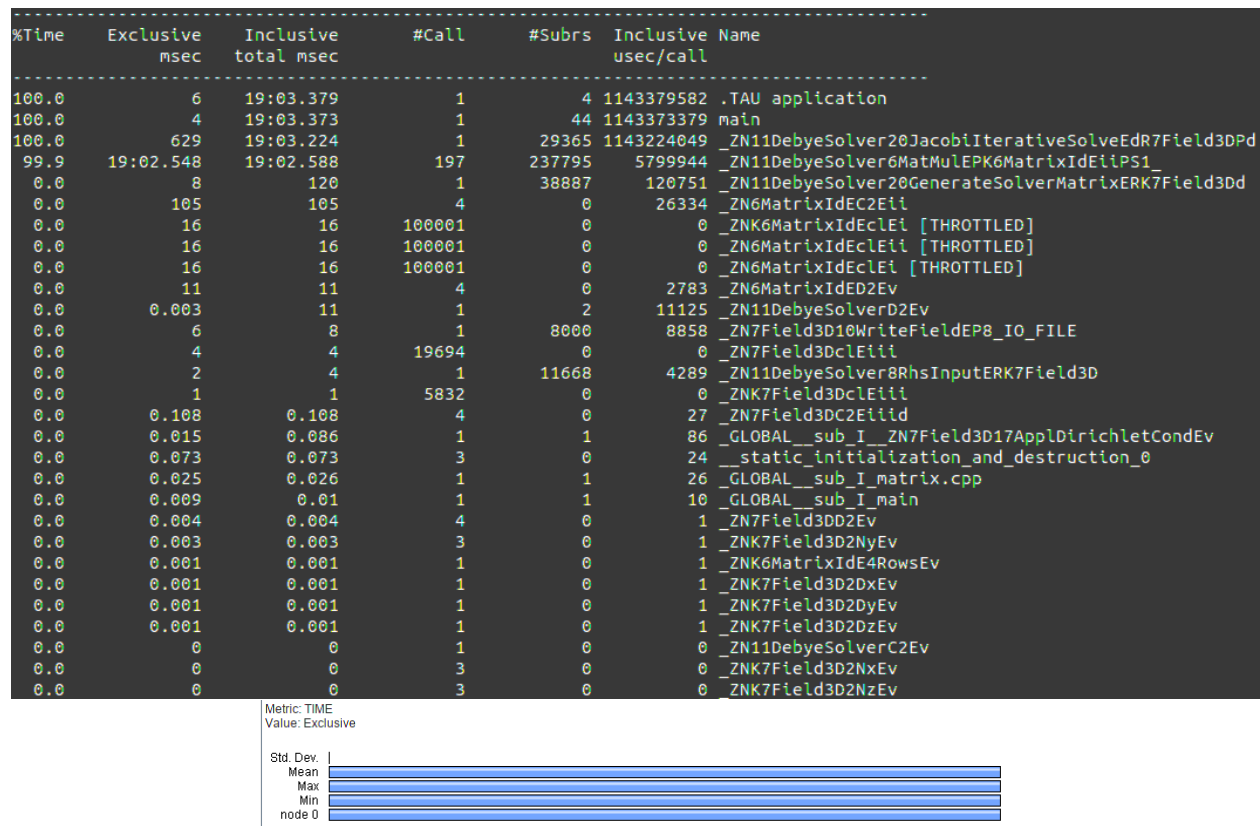 %Time Exclusive Inclusive #Call #Subrs Inclusive Name
msec total msec usec/call
100.0 6 19:03.379 1 4 1143379582 .TAU application
100.0 4 19:03.373 1 44 1143373379 main
100.0 629 19:03.224 1 29365 1143224049 _ZN11DebyeSolver20JacobiIterativeSolveEdR7Field3DPd
99.9 19:02.548 19:02.588 197 237795 5799944 _ZN11DebyeSolver6MatMulEPK6MatrixIdEiiPS1_
0.0 8 120 1 38887 120751 _ZN11DebyeSolver20GenerateSolverMatrixERK7Field3Dd
0.0 105 105 4 0 26334 _ZN6MatrixIdEC2Eii
0.0 16 16 100001 0 0 _ZNK6MatrixIdEclEi [THROTTLED]
0.0 16 16 100001 0 0 _ZN6MatrixIdEclEii [THROTTLED]
0.0 16 16 100001 0 0 _ZN6MatrixIdEclEi [THROTTLED]
0.0 11 11 4 0 2783 _ZN6MatrixIdED2Ev
0.0 0.003 11 1 2 11125 _ZN11DebyeSolverD2Ev
0.0 6 8 1 8000 8858 _ZN7Field3D10WriteFieldEP8_IO_FILE
0.0 4 4 19694 0 0 _ZN7Field3DclEiii
0.0 2 4 1 11668 4289 _ZN11DebyeSolver8RhsInputERK7Field3D
0.0 1 1 5832 0 0 _ZNK7Field3DclEiii
0.0 0.108 0.108 4 0 27 _ZN7Field3DC2Eiiid
0.0 0.015 0.086 1 1 86 _GLOBAL__sub_I__ZN7Field3D17ApplDirichletCondEv
0.0 0.073 0.073 3 0 24 __static_initialization_and_destruction_0
0.0 0.025 0.026 1 1 26 _GLOBAL__sub_I_matrix.cpp
0.0 0.009 0.01 1 1 10 _GLOBAL__sub_I_main
0.0 0.004 0.004 4 0 1 _ZN7Field3DD2Ev
0.0 0.003 0.003 3 0 1 _ZNK7Field3D2NyEv
0.0 0.001 0.001 1 0 1 _ZNK6MatrixIdE4RowsEv
0.0 0.001 0.001 1 0 1 _ZNK7Field3D2DxEv
0.0 0.001 0.001 1 0 1 _ZNK7Field3D2DyEv
0.0 0.001 0.001 1 0 1 _ZNK7Field3D2DzEv
0.0 0 0 1 0 0 _ZN11DebyeSolverC2Ev
0.0 0 0 3 0 0 _ZNK7Field3D2NxEv
0.0 0 0 3 0 0 _ZNK7Field3D2NzEv
Metric: TIME
Value: Exclusive
Std. Dev.
Mean
Max
Min
node 0